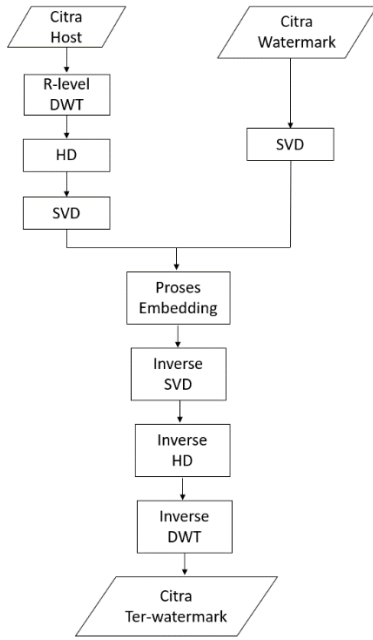 Citra
Host
R-level
DWT
HD
SVD
Citra
Watermark
SVD
Proses
Embedding
Inverse
SVD
Inverse
HD
Inverse
DWT
Citra
Ter-watermark